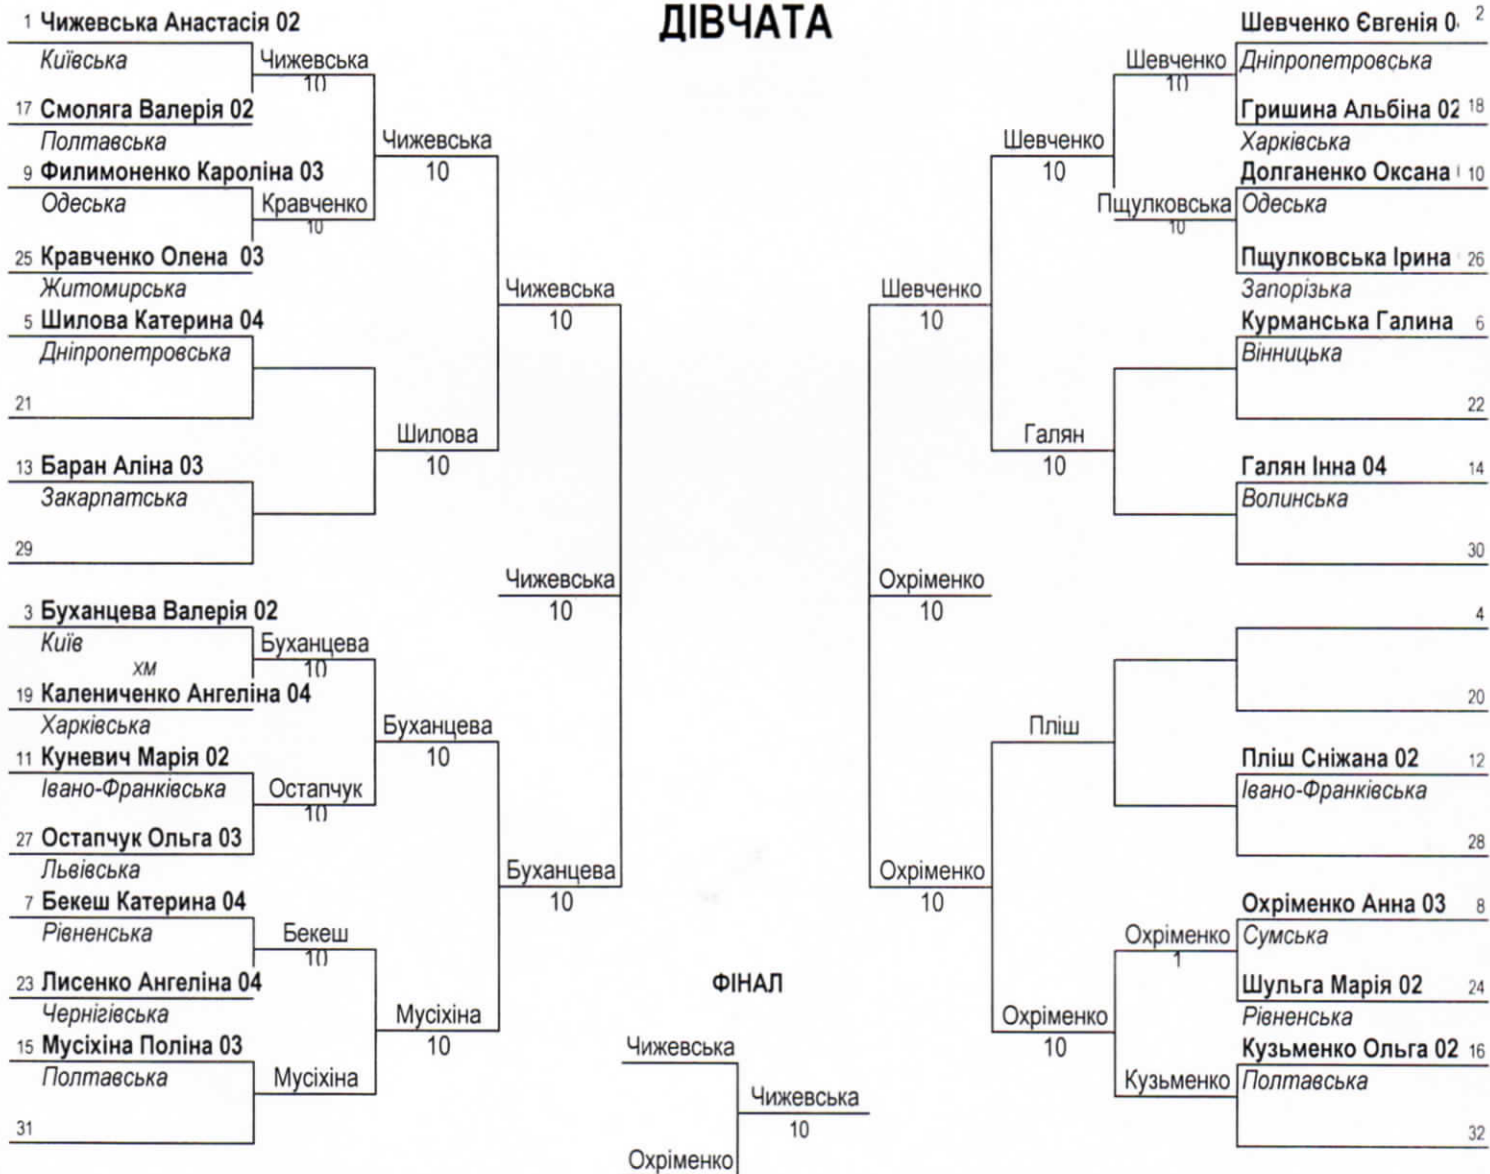 ДІВЧАТА
1 Чижевська Анастасія 02
Київська
Чижевська
10
17 Смоляга Валерія 02
Полтавська
Чижевська
10
9 Филимоненко Кароліна 03
Одеська
Кравченко
10
25 Кравченко Олена 03
Житомирська
Чижевська
10
5 Шилова Катерина 04
Дніпропетровська
21
Шилова
10
13 Баран Аліна 03
Закарпатська
29
Чижевська
10
3 Буханцева Валерія 02
Київ
Буханцева
10
хм
19 Калениченко Ангеліна 04
Харківська
Буханцева
10
11 Куневич Марія 02
Івано-Франківська
Остапчук
10
27 Остапчук Ольга 03
Львівська
Буханцева
10
7 Бекеш Катерина 04
Рівненська
Бекеш
10
23 Лисенко Ангеліна 04
Чернігівська
Мусіхіна
10
15 Мусіхіна Поліна 03
Полтавська
Мусіхіна
31
Шевченко Євгенія 2
Дніпропетровська
Шевченко
10
Гришина Альбіна 02 18
Харківська
Шевченко
10
Долганенко Оксана 10
Одеська
Пщулковська
10
Пщулковська Ірина 26
Запорізька
Шевченко
10
Курманська Галина 6
Вінницька
22
Галян
10
Галян Інна 04 14
Волинська
30
Охріменко
10
4
20
Пліш
Пліш Сніжана 02 12
Івано-Франківська
28
Охріменко
10
Охріменко Анна 03 8
Сумська
Охріменко
1
Шульга Марія 02 24
Рівненська
Охріменко
10
Кузьменко Ольга 02 16
Полтавська
Кузьменко
32
ФІНАЛ
Чижевська
Чижевська
10
Охріменко